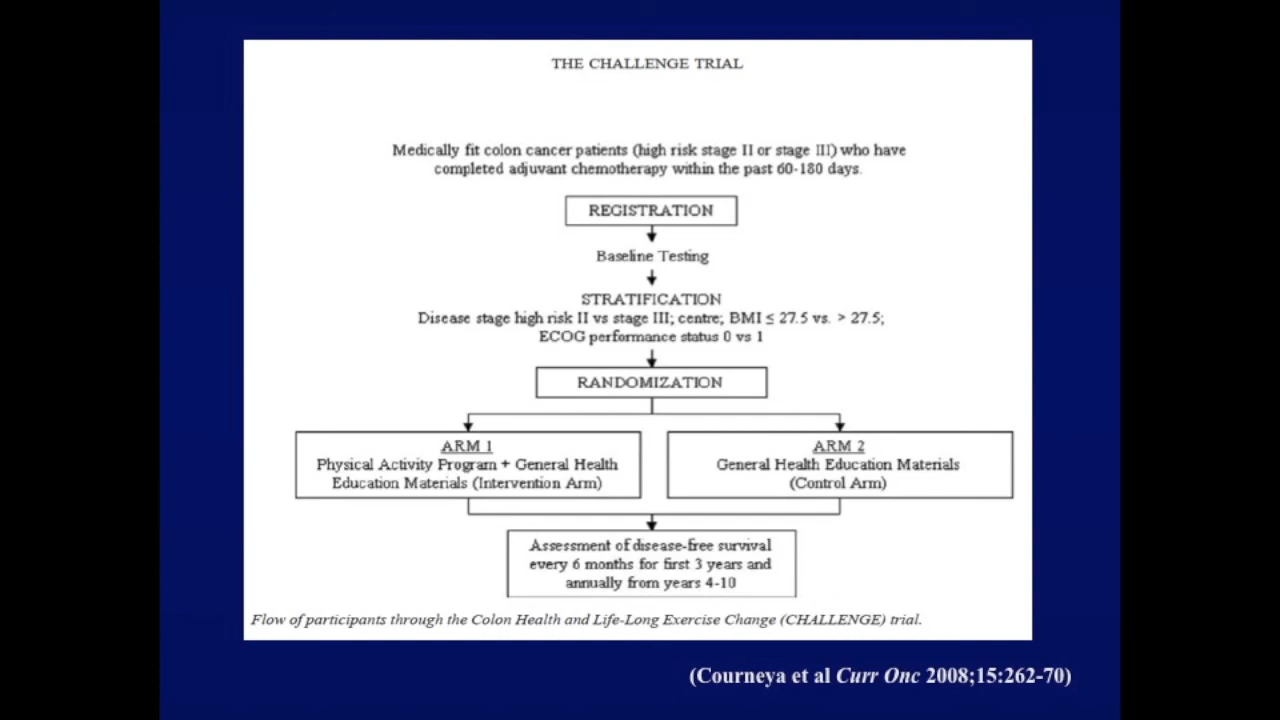 THE CHALLENGE TRIAL
Medically fit colon cancer patients (high risk stage II or stage III) who have
completed adjuvant chemotherapy within the past 60-180 days.
REGISTRATION
Baseline Testing
STRATIFICATION
Disease stage high risk II vs stage III; centre; BMI ≤ 27.5 vs. > 27.5;
ECOG performance status 0 vs 1
RANDOMIZATION
ARM 1
Physical Activity Program + General Health
Education Materials (Intervention Arm)
ARM 2
General Health Education Materials
(Control Arm)
Assessment of disease-free survival
every 6 months for first 3 years and
annually from years 4-10
Flow of participants through the Colon Health and Life-Long Exercise Change (CHALLENGE) trial.
(Courneya et al Curr Onc 2008;15:262-70)